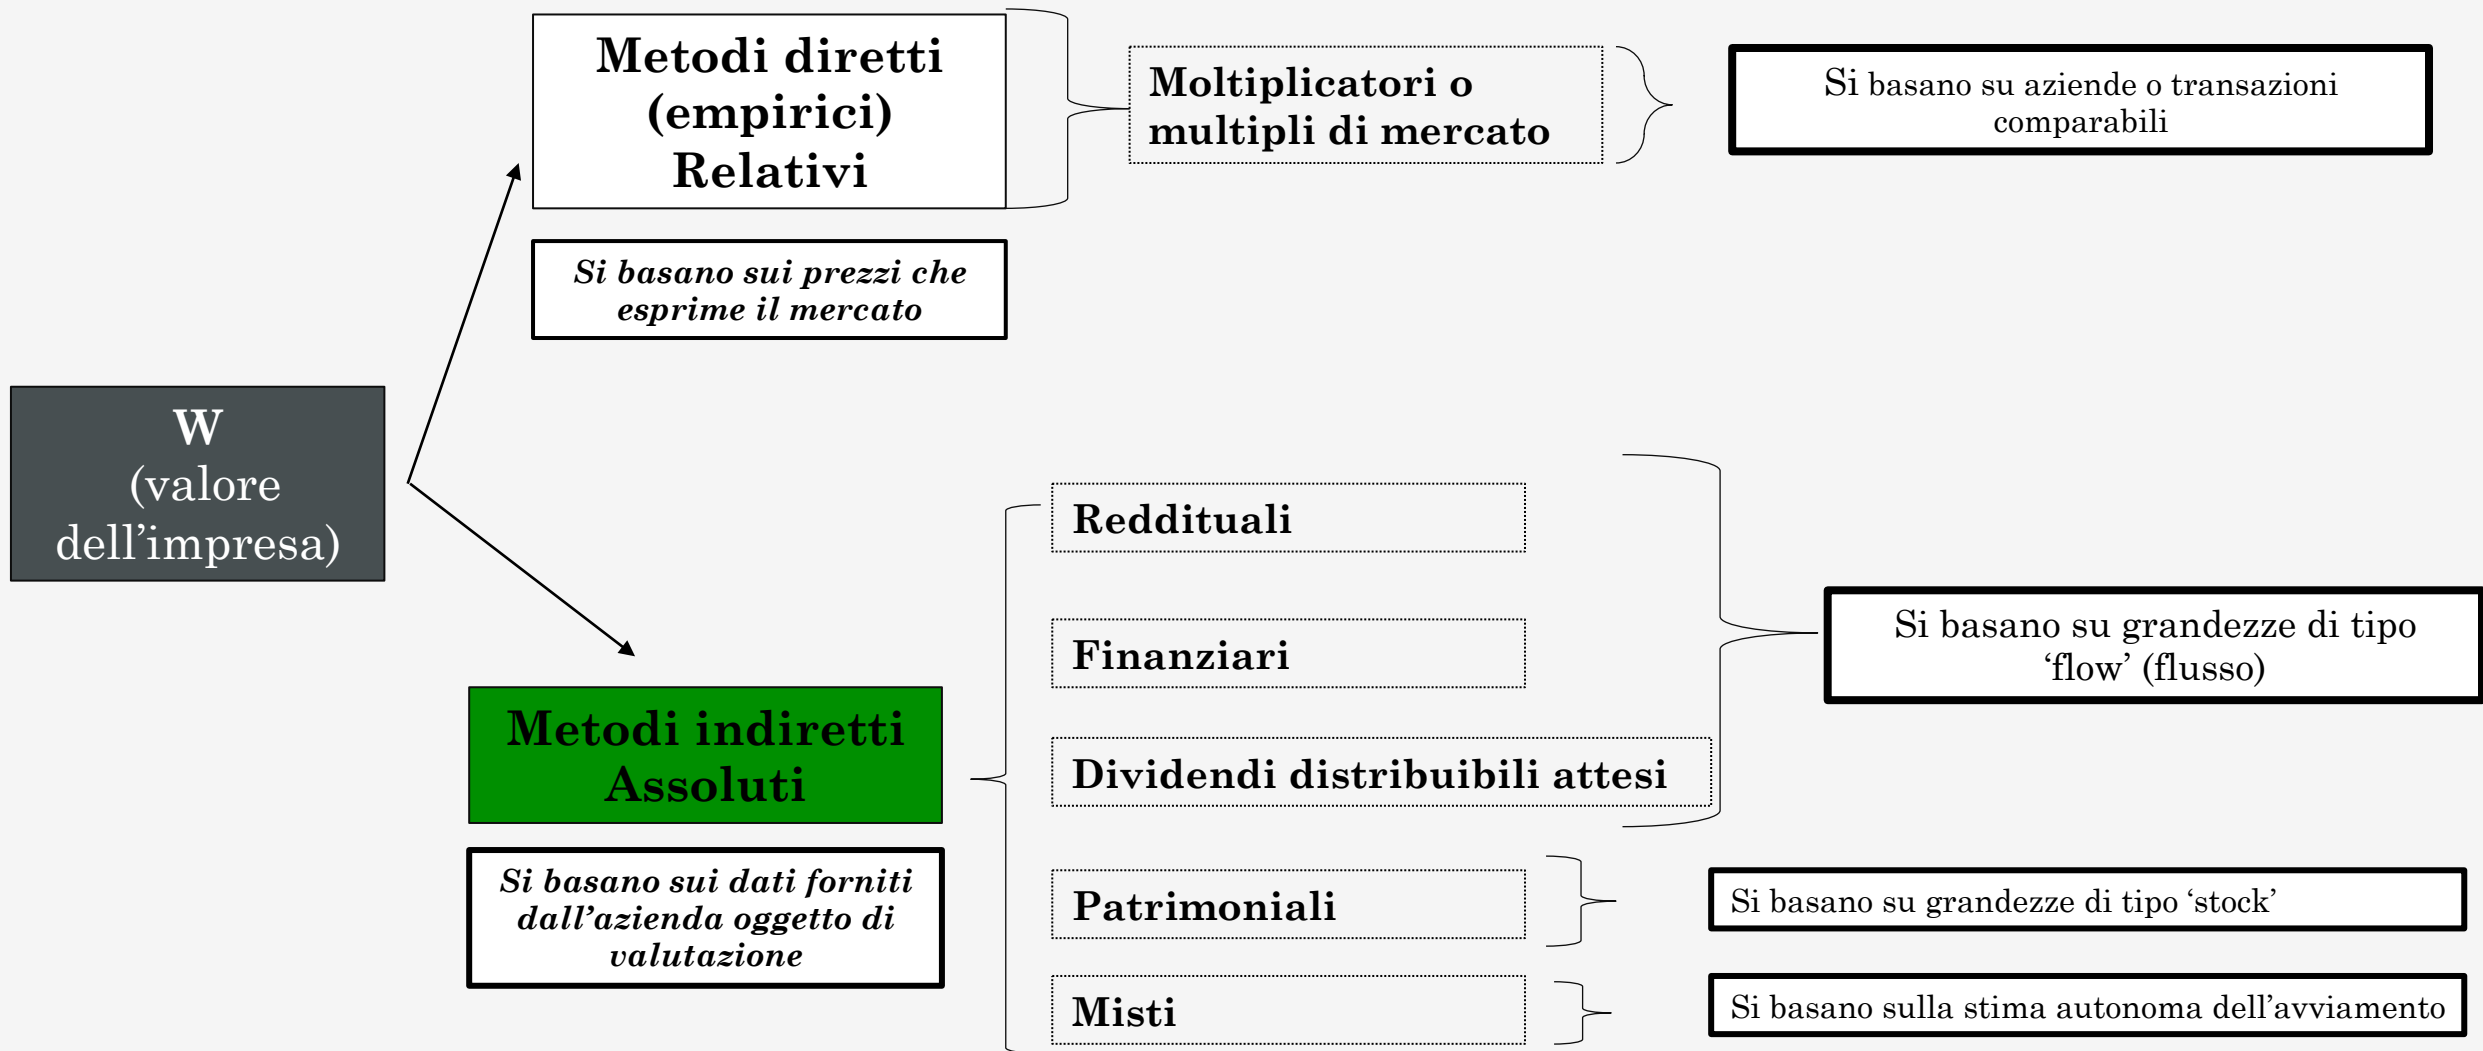 Metodi diretti
(empirici)
Relativi
Moltiplicatori o
multipli di mercato
Si basano su aziende o transazioni
comparabili
Si basano sui prezzi che
esprime il mercato
W
(valore
dell’impresa)
Metodi indiretti
Assoluti
Si basano sui dati forniti
dall’azienda oggetto di
valutazione
Reddituali
Finanziari
Dividendi distribuibili attesi
Si basano su grandezze di tipo
‘flow’ (flusso)
Patrimoniali
Si basano su grandezze di tipo ‘stock’
Misti
Si basano sulla stima autonoma dell’avviamento